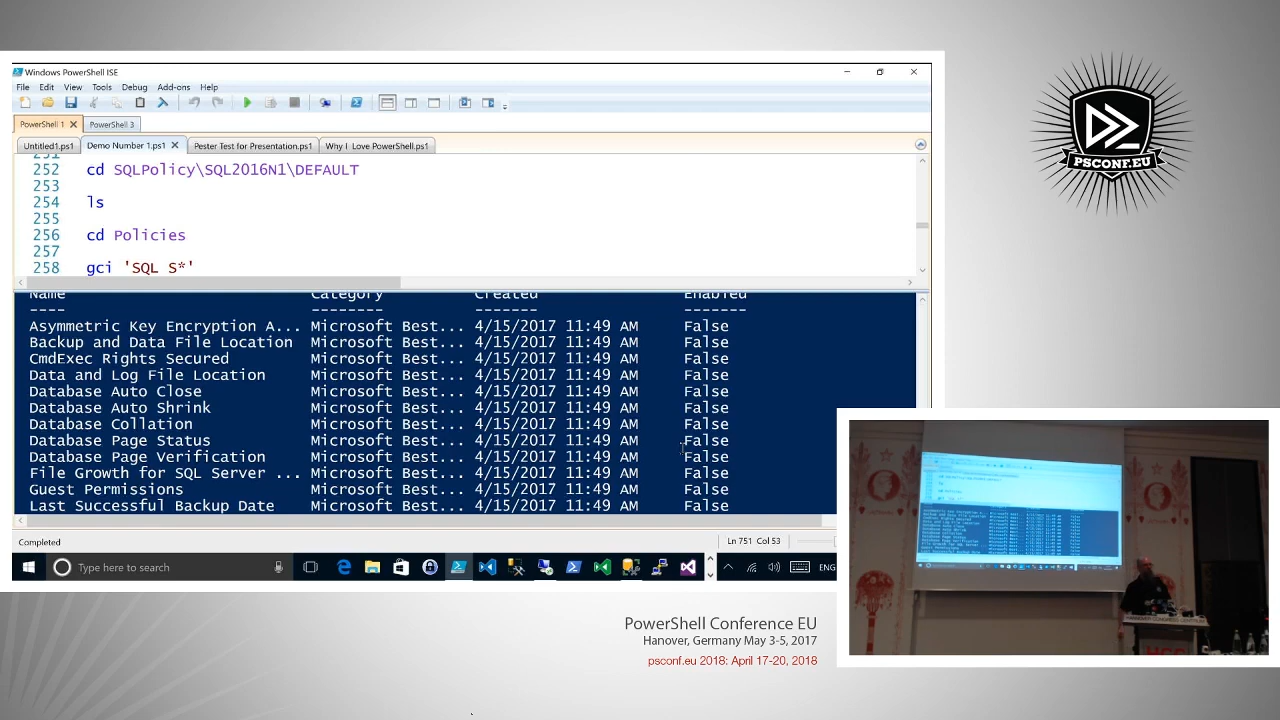 Windows PowerShell ISE
File Edit View Tools Debug Add-ons Help
PowerShell 1 PowerShell 3
Untitled1.ps1 Demo Number 1.ps1 Pester Test for Presentation.ps1 Why I Love PowerShell.ps1
251
252 cd SQLPolicy\SQL2016N1\DEFAULT
253
254 ls
255
256 cd Policies
257
258 gci 'SQL S*'
Name Category Created Enabled
---- -------- ------- -------
Asymmetric Key Encryption A... Microsoft Best... 4/15/2017 11:49 AM False
Backup and Data File Location Microsoft Best... 4/15/2017 11:49 AM False
CmdExec Rights Secured Microsoft Best... 4/15/2017 11:49 AM False
Data and Log File Location Microsoft Best... 4/15/2017 11:49 AM False
Database Auto Close Microsoft Best... 4/15/2017 11:49 AM False
Database Auto Shrink Microsoft Best... 4/15/2017 11:49 AM False
Database Collation Microsoft Best... 4/15/2017 11:49 AM False
Database Page Status Microsoft Best... 4/15/2017 11:49 AM False
Database Page Verification Microsoft Best... 4/15/2017 11:49 AM False
File Growth for SQL Server ... Microsoft Best... 4/15/2017 11:49 AM False
Guest Permissions Microsoft Best... 4/15/2017 11:49 AM False
Last Successful Backup Date Microsoft Best... 4/15/2017 11:49 AM False
Completed Ln 751 Col 53
Type here to search ENG
PSCONF.EU
PowerShell Conference EU
Hanover, Germany May 3-5, 2017
psconf.eu 2018: April 17-20, 2018